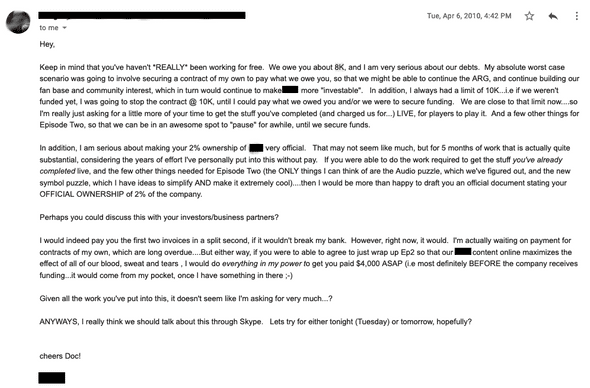 Tue, Apr 6, 2010, 4:42 PM
to me
Hey,
Keep in mind that you've haven't *REALLY* been working for free. We owe you about 8K, and I am very serious about our debts. My absolute worst case
scenario was going to involve securing a contract of my own to pay what we owe you, so that we might be able to continue the ARG, and continue building our
fan base and community interest, which in turn would continue to make more "investable". In addition, I always had a limit of 10K...i.e if we weren't
funded yet, I was going to stop the contract @ 10K, until I could pay what we owed you and/or we were to secure funding. We are close to that limit now....so
I'm really just asking for a little more of your time to get the stuff you've completed (and charged us for...) LIVE, for players to play it. And a few other things for
Episode Two, so that we can be in an awesome spot to "pause" for awhile, until we secure funds.
In addition, I am serious about making your 2% ownership of very official. That may not seem like much, but for 5 months of work that is actually quite
substantial, considering the years of effort I've personally put into this without pay. If you were able to do the work required to get the stuff you've already
completed live, and the few other things needed for Episode Two (the ONLY things I can think of are the Audio puzzle, which we've figured out, and the new
symbol puzzle, which I have ideas to simplify AND make it extremely cool)....then I would be more than happy to draft you an official document stating your
OFFICIAL OWNERSHIP of 2% of the company.
Perhaps you could discuss this with your investors/business partners?
I would indeed pay you the first two invoices in a split second, if it wouldn't break my bank. However, right now, it would. I'm actually waiting on payment for
contracts of my own, which are long overdue....But either way, if you were to able to agree to just wrap up Ep2 so that our content online maximizes the
effect of all of our blood, sweat and tears , I would do everything in my power to get you paid $4,000 ASAP (i.e most definitely BEFORE the company receives
funding...it would come from my pocket, once I have something in there ;-)
Given all the work you've put into this, it doesn't seem like I'm asking for very much...?
ANYWAYS, I really think we should talk about this through Skype. Lets try for either tonight (Tuesday) or tomorrow, hopefully?
cheers Doc!